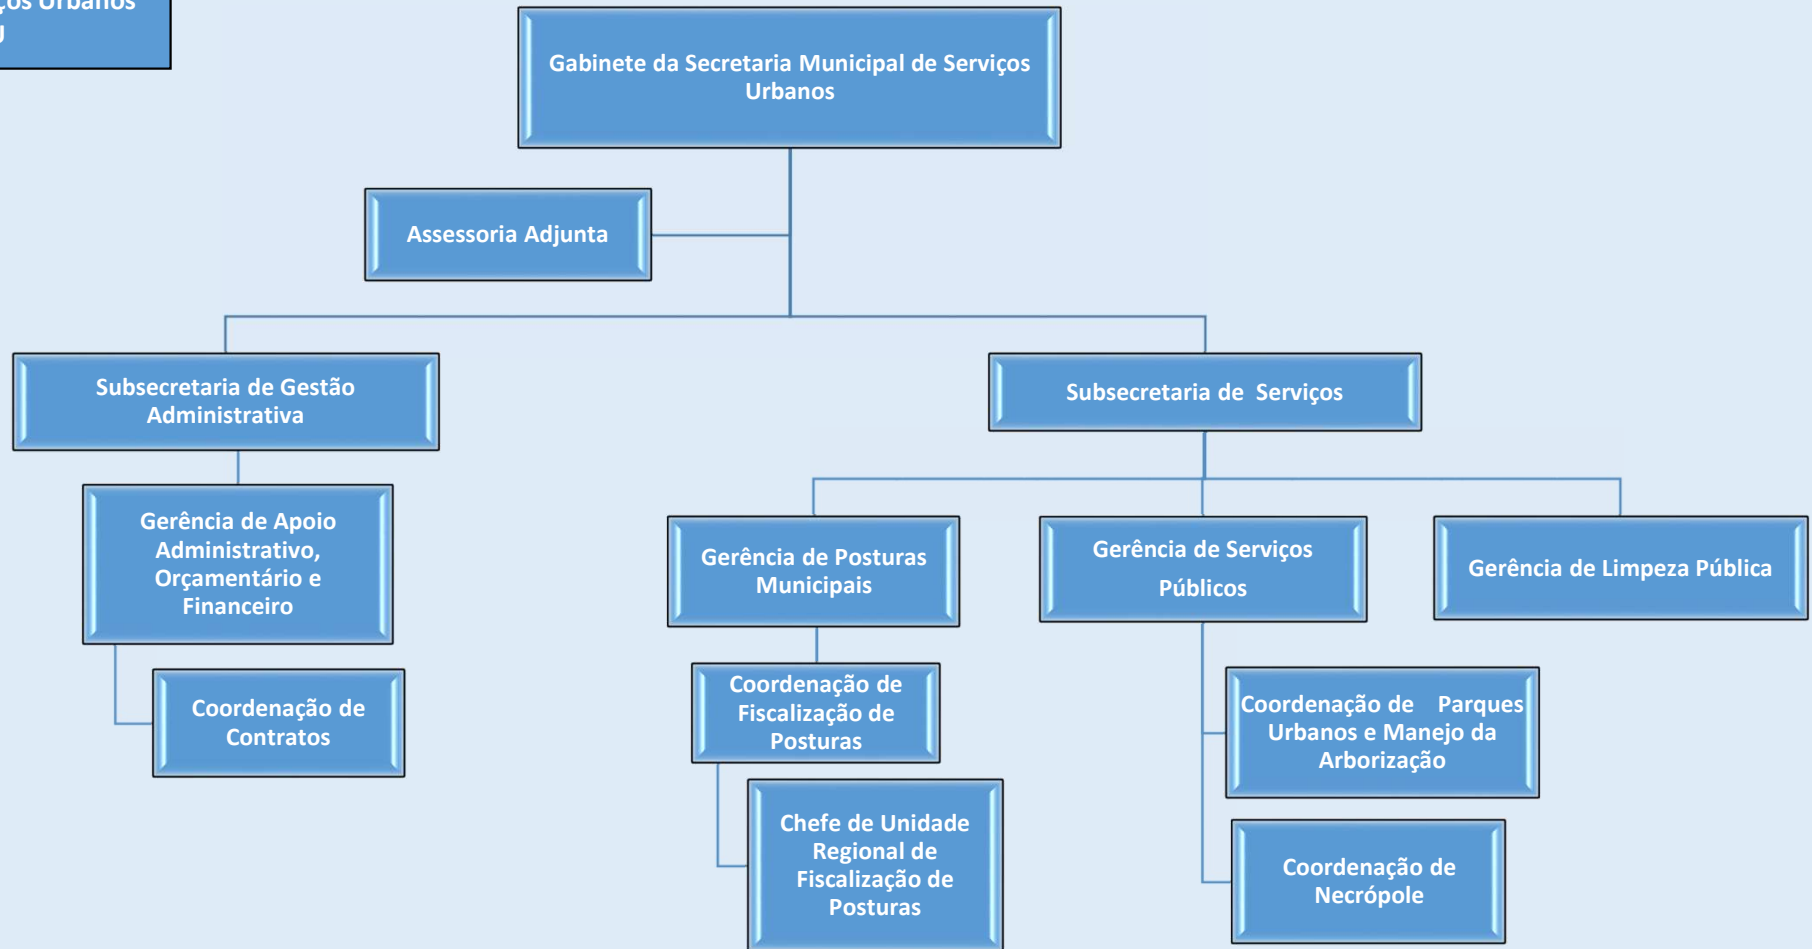 Urbanos
Gabinete da Secretaria Municipal de Serviços
Urbanos
Assessoria Adjunta
Subsecretaria de Gestão
Administrativa
Subsecretaria de Serviços
Gerência de Apoio
Administrativo,
Orçamentário e
Financeiro
Gerência de Posturas
Municipais
Gerência de Serviços
Públicos
Gerência de Limpeza Pública
Coordenação de
Contratos
Coordenação de
Fiscalização de
Posturas
Coordenação de Parques
Urbanos e Manejo da
Arborização
Chefe de Unidade
Regional de
Fiscalização de
Posturas
Coordenação de
Necrópole